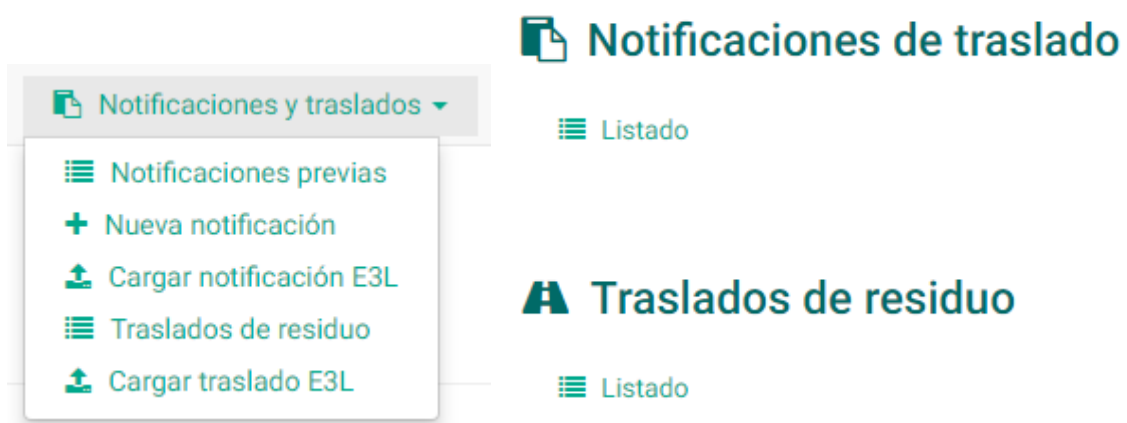 Notificaciones y traslados
Notificaciones previas
Nueva notificación
Cargar notificación E3L
Traslados de residuo
Cargar traslado E3L
Notificaciones de traslado
Listado
Traslados de residuo
Listado